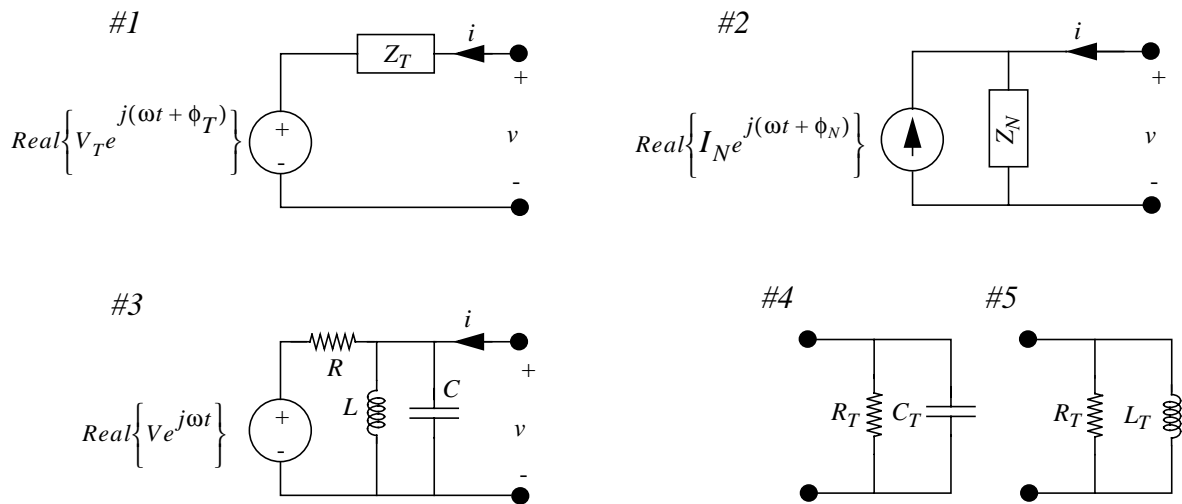 #1
i
Z_T
+
Real{V_T e^{j(ωt + ϕ_T)}}
+
-
v
-
#2
i
+
Real{I_N e^{j(ωt + ϕ_N)}}
Z_N
v
-
#3
i
R
+
L
C
Real{Ve^{jωt}}
+
-
v
-
#4
R_T
C_T
#5
R_T
L_T